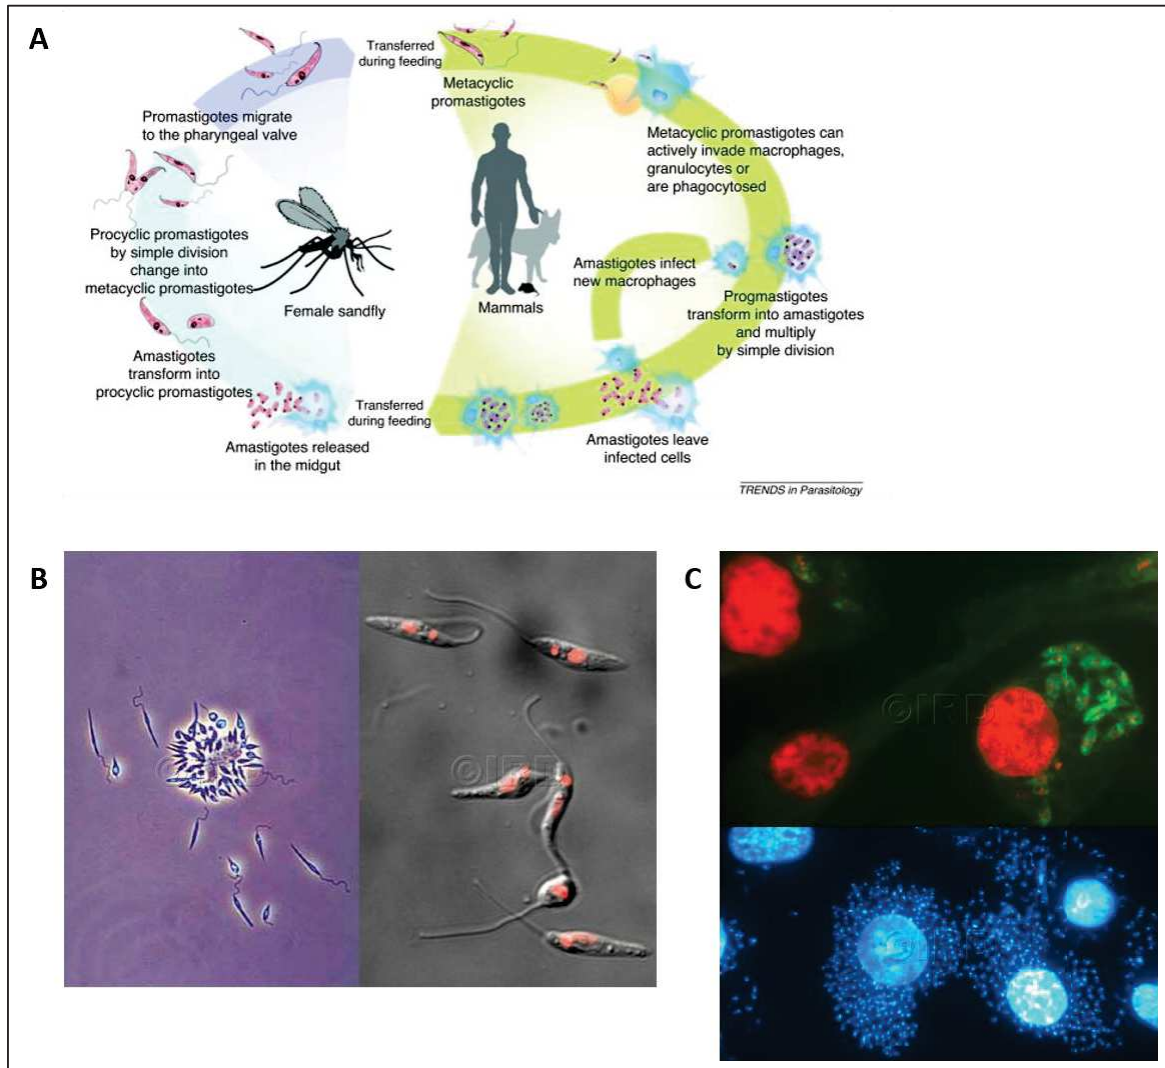 A
Transferred
during feeding
Metacyclic
promastigotes
Promastigotes migrate
to the pharyngeal valve
Metacyclic promastigotes can
actively invade macrophages,
granulocytes or
are phagocytosed
Procyclic promastigotes
by simple division
change into
metacyclic promastigotes
Female sandfly
Mammals
Amastigotes infect
new macrophages
Progmastigotes
transform into amastigotes
and multiply
by simple division
Amastigotes
transform into
procyclic promastigotes
Transferred
during feeding
Amastigotes released
in the midgut
Amastigotes leave
infected cells
TRENDS in Parasitology
B
C
©IRD